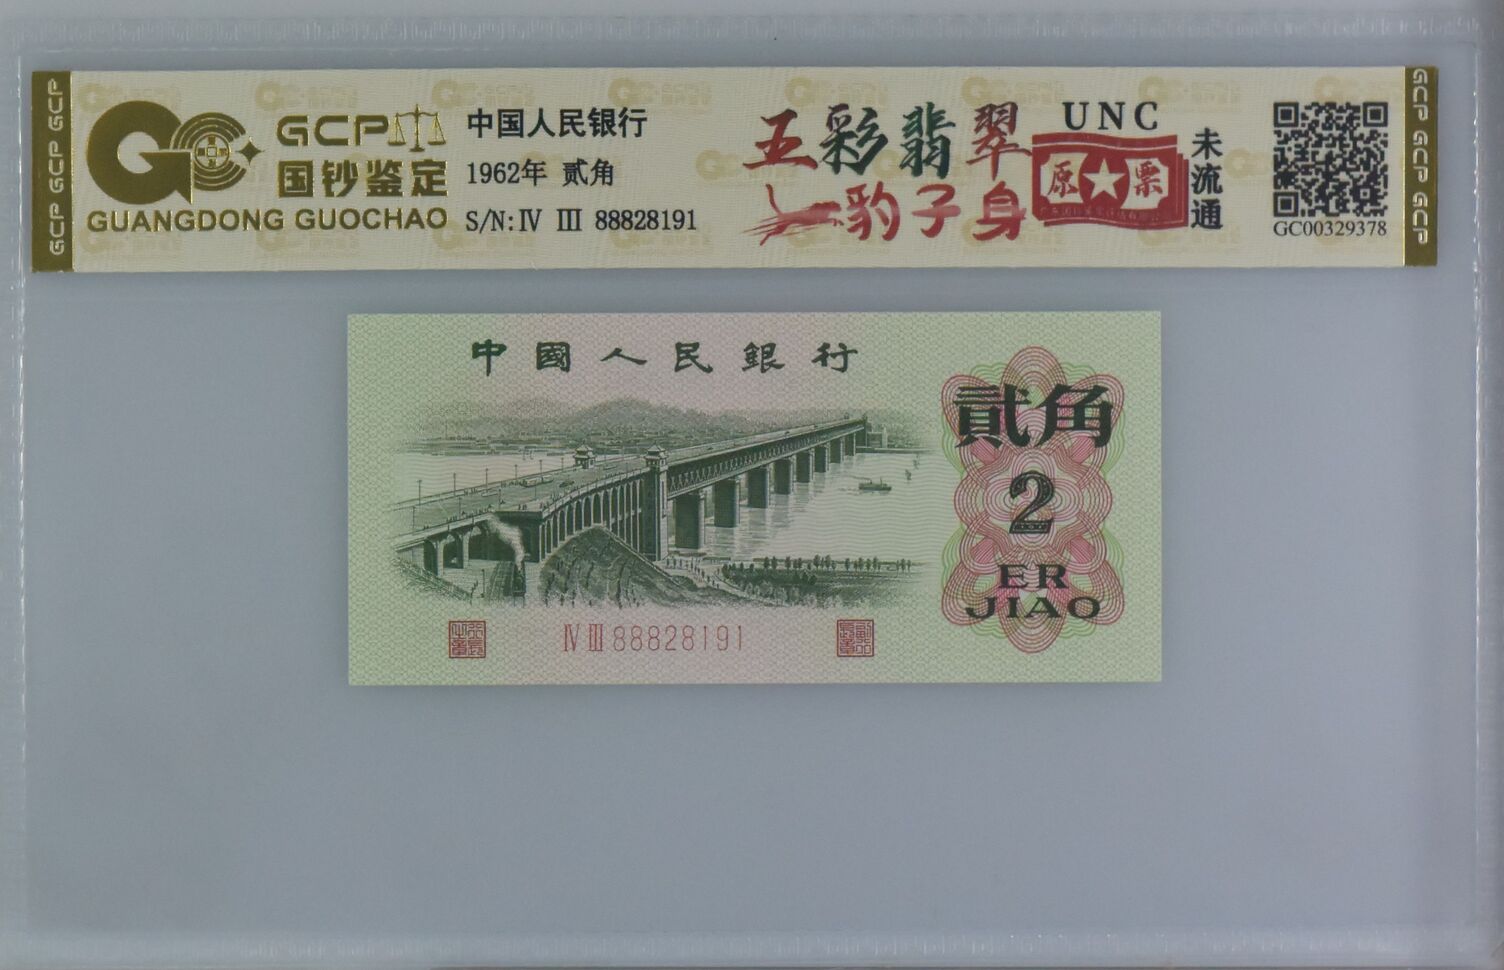 GCP GCP GCP
GCP
国钞鉴定
GUANGDONG GUOCHAO
中国人民银行
1962年 贰角
S/N:Ⅳ Ⅲ 88828191
五彩翡翠
豹子身
UNC
原★票
未流通
GC00329378
GCP GCP GCP
中國人民銀行
貳角
2
ER
JIAO
Ⅳ Ⅲ 88828191